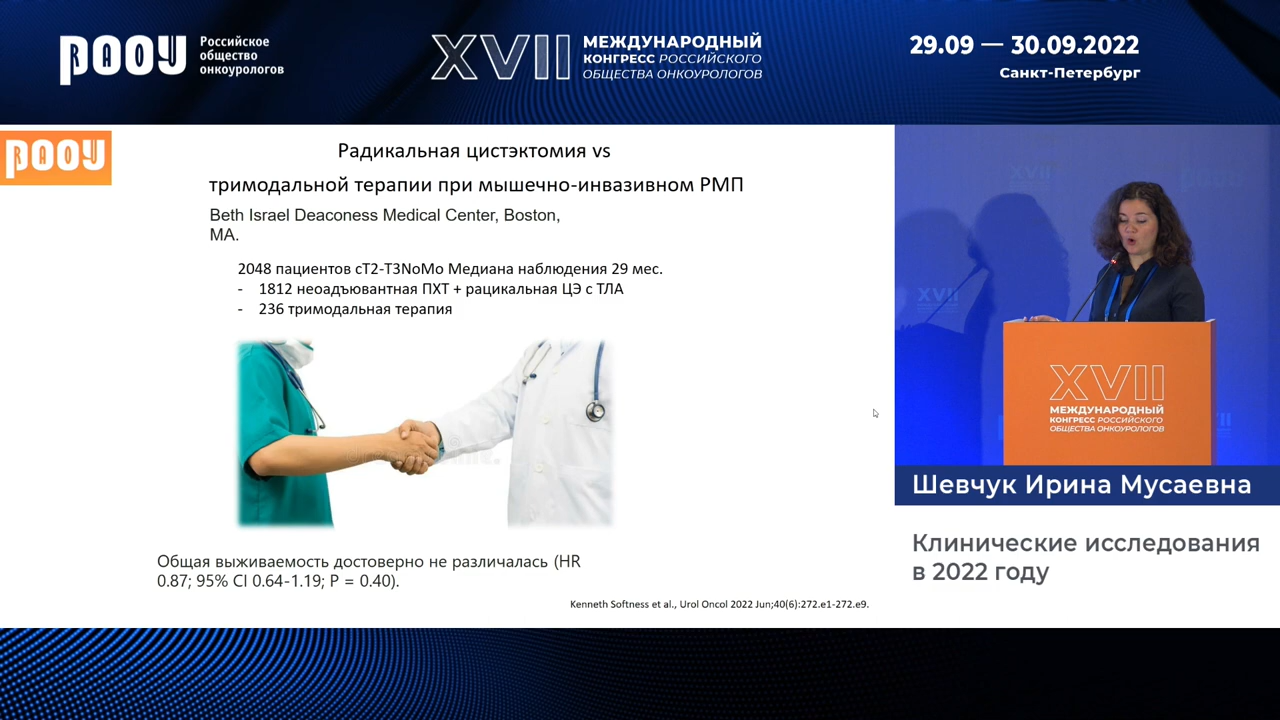 РАОУ
Российское
общество
онкоурологов
XVII
МЕЖДУНАРОДНЫЙ
КОНГРЕСС РОССИЙСКОГО
ОБЩЕСТВА ОНКОУРОЛОГОВ
29.09 — 30.09.2022
Санкт-Петербург
РАОУ
Радикальная цистэктомия vs
тримодальной терапии при мышечно-инвазивном РМП
Beth Israel Deaconess Medical Center, Boston,
MA.
2048 пациентов cT2-T3NoMo Медиана наблюдения 29 мес.
- 1812 неоадъювантная ПХТ + рацикальная ЦЭ с ТЛА
- 236 тримодальная терапия
Общая выживаемость достоверно не различалась (HR
0.87; 95% CI 0.64-1.19; P = 0.40).
Kenneth Softness et al., Urol Oncol 2022 Jun;40(6):272.e1-272.e9.
XVII
XVII
XVII
МЕЖДУНАРОДНЫЙ
КОНГРЕСС РОССИЙСКОГО
ОБЩЕСТВА ОНКОУРОЛОГОВ
Шевчук Ирина Мусаевна
Клинические исследования
в 2022 году